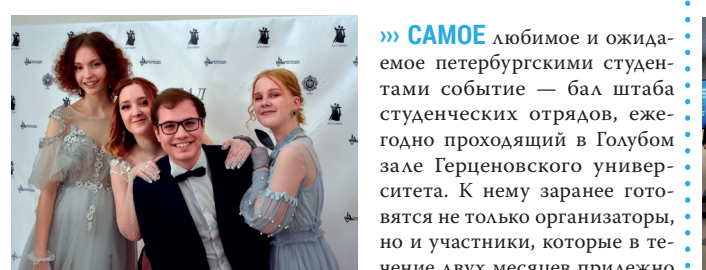 ››› САМОЕ любимое и ожида-
емое петербургскими студен-
тами событие — бал штаба
студенческих отрядов, еже-
годно проходящий в Голубом
зале Герценовского универ-
ситета. К нему заранее гото-
вятся не только организаторы,
но и участники, которые в те-
чение двух месяцев прилежно